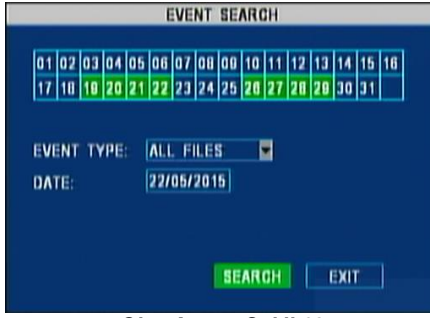 EVENT SEARCH
01 02 03 04 05 06 07 08 09 10 11 12 13 14 15 16
17 18 19 20 21 22 23 24 25 26 27 28 29 30 31
EVENT TYPE: ALL FILES
DATE: 22/05/2015
SEARCH EXIT